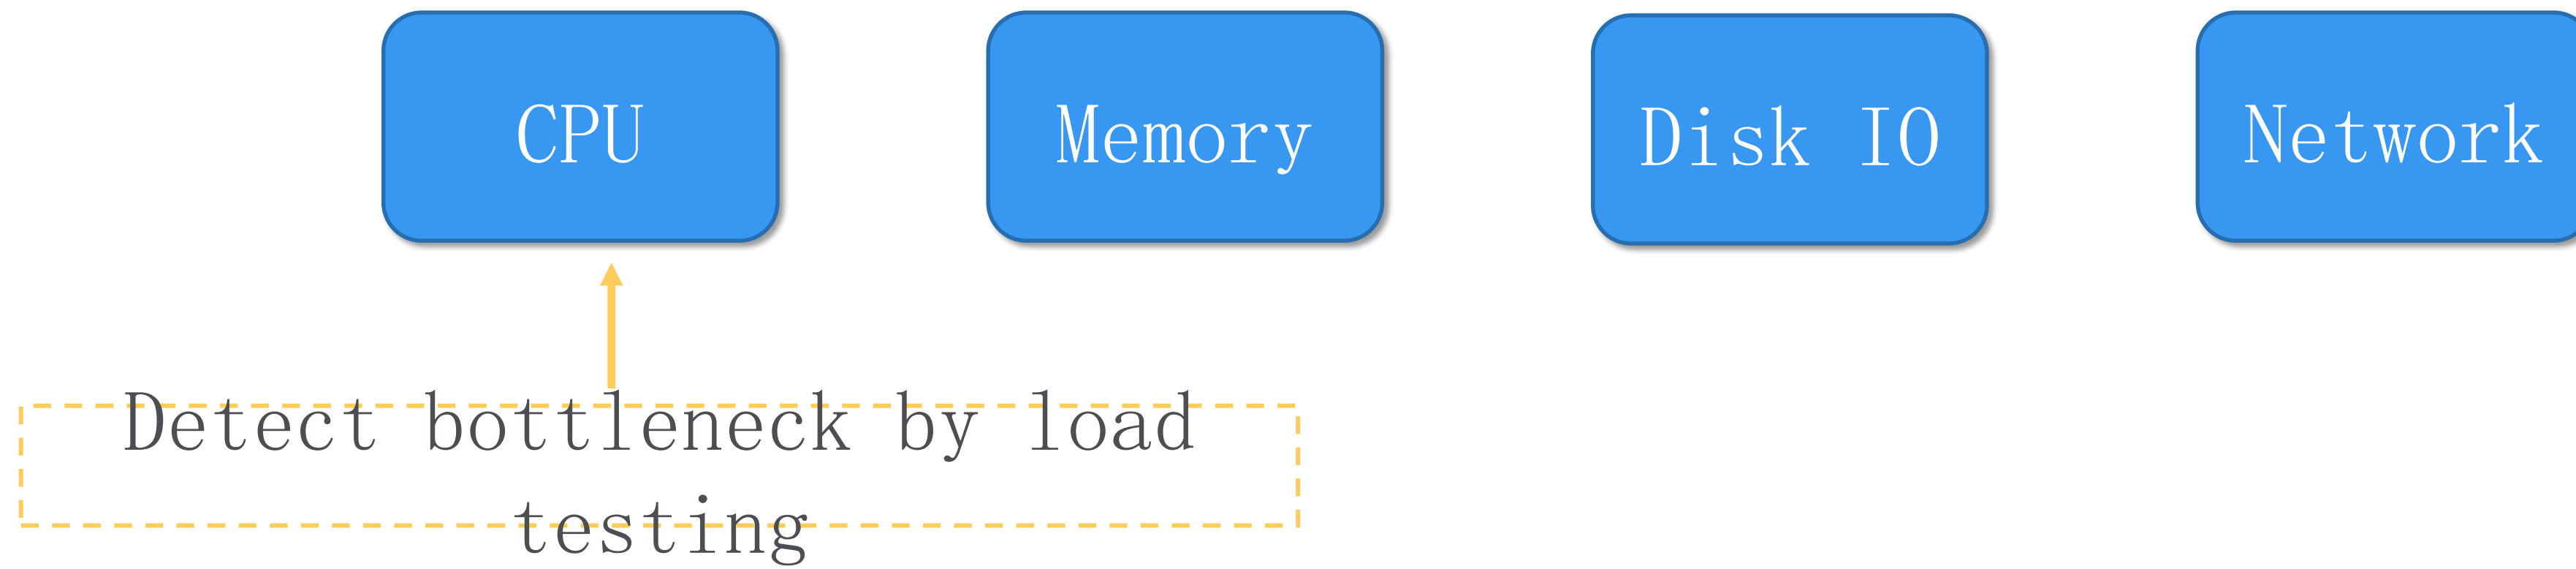 CPU
Memory
Disk IO
Network
Detect bottleneck by load
testing